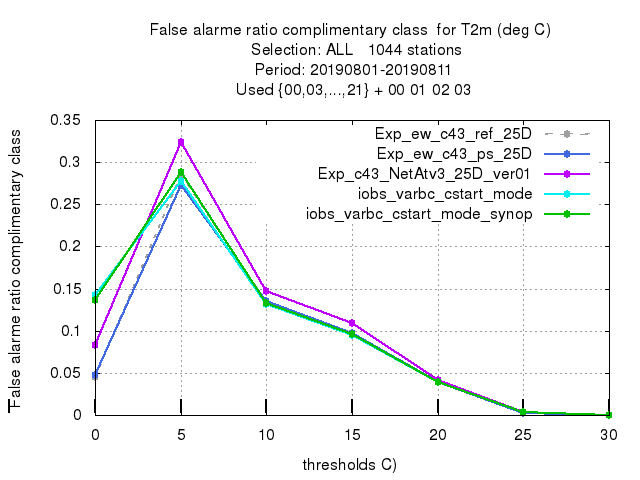 False alarme ratio complimentary class  for T2m (deg C)
Selection: ALL   1044 stations
Period: 20190801-20190811
Used {00,03,...,21} + 00 01 02 03
False alarme ratio complimentary class
0.35
0.3
0.25
0.2
0.15
0.1
0.05
0
Exp_ew_c43_ref_25D
Exp_ew_c43_ps_25D
Exp_c43_NetAtv3_25D_ver01
iobs_varbc_cstart_mode
iobs_varbc_cstart_mode_synop
0 5 10 15 20 25 30
thresholds C)